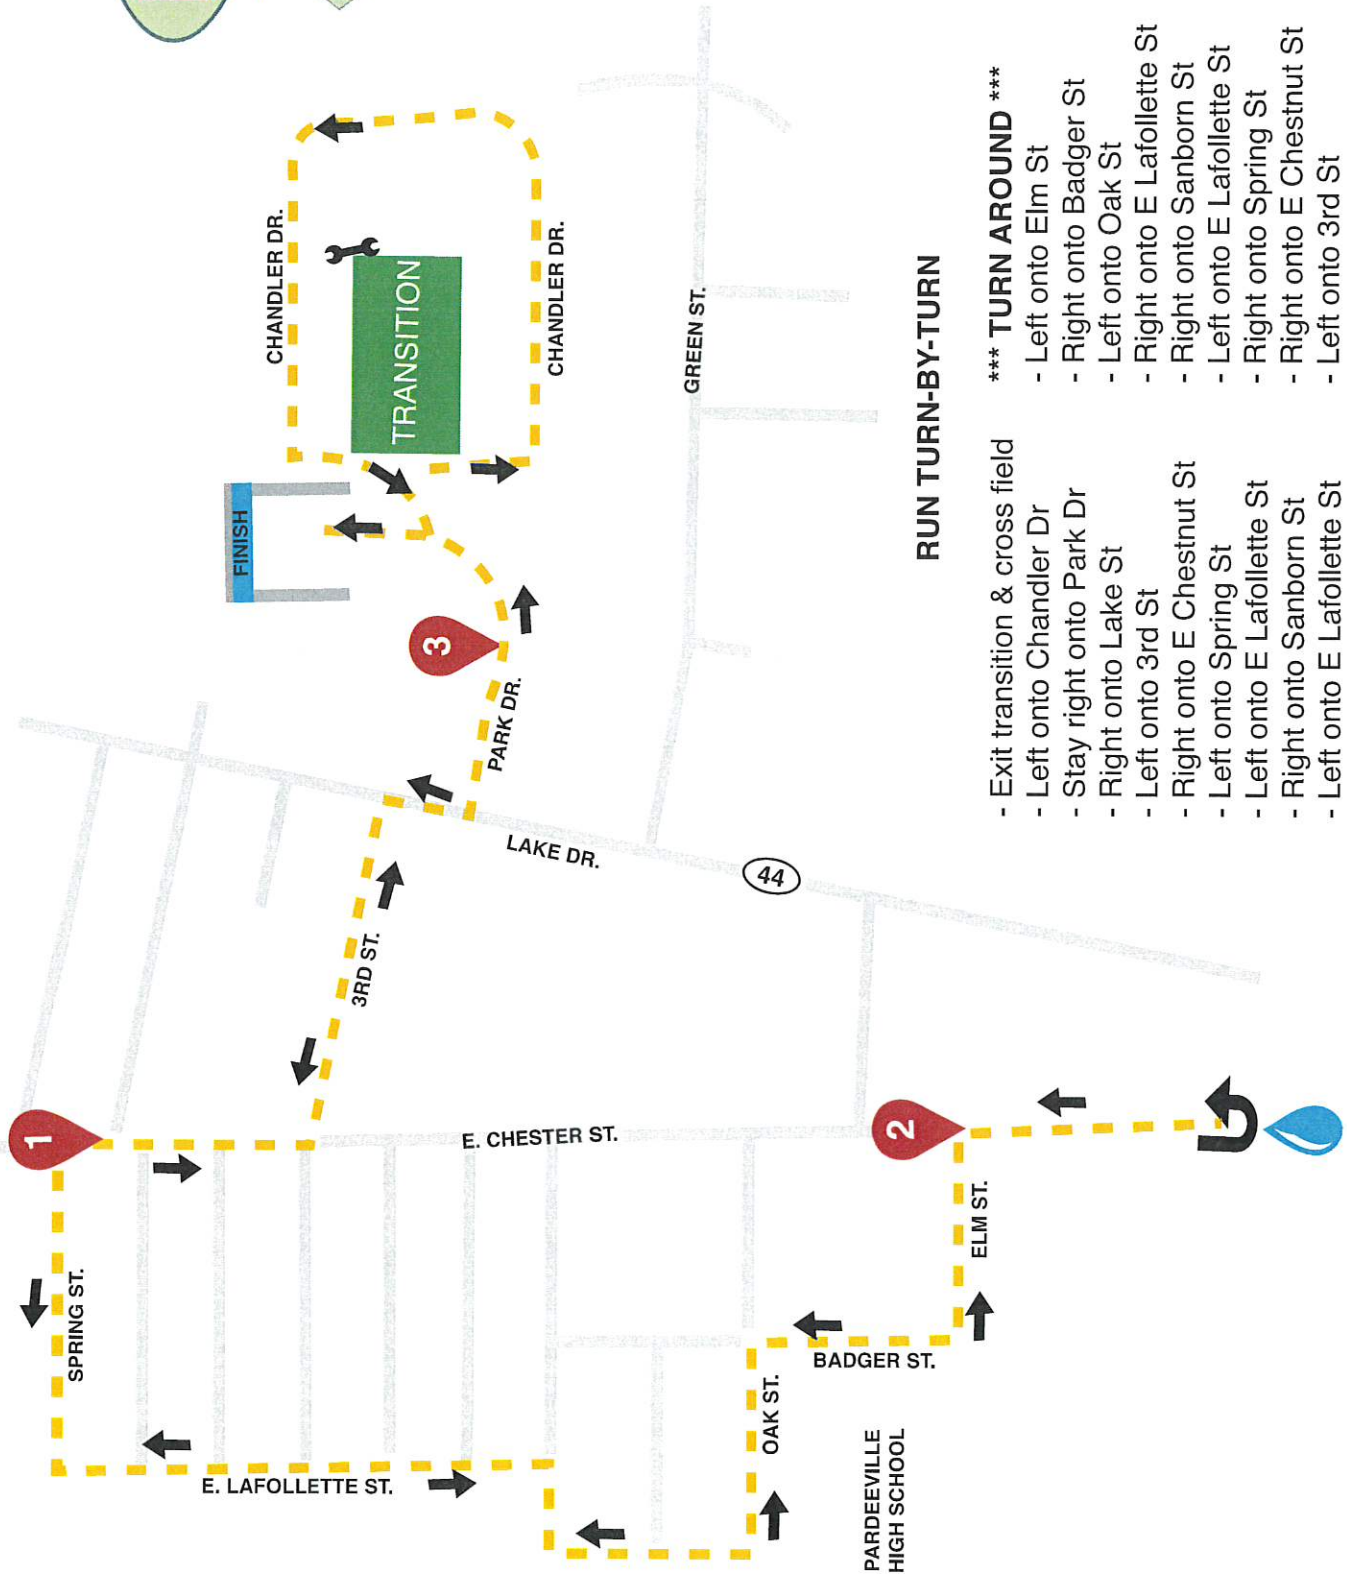 CHANDLER DR.
TRANSITION
CHANDLER DR.
FINISH
3
PARK DR.
GREEN ST.
LAKE DR.
44
3RD ST.
1
E. CHESTER ST.
2
SPRING ST.
ELM ST.
BADGER ST.
OAK ST.
E. LAFOLLETTE ST.
PARDEEVILLE
HIGH SCHOOL
RUN TURN-BY-TURN
- Exit transition & cross field
- Left onto Chandler Dr
- Stay right onto Park Dr
- Right onto Lake St
- Left onto 3rd St
- Right onto E Chestnut St
- Left onto Spring St
- Left onto E Lafollette St
- Right onto Sanborn St
- Left onto E Lafollette St
*** TURN AROUND ***
- Left onto Elm St
- Right onto Badger St
- Left onto Oak St
- Right onto E Lafollette St
- Right onto Sanborn St
- Left onto E Lafollette St
- Right onto Spring St
- Right onto E Chestnut St
- Left onto 3rd St